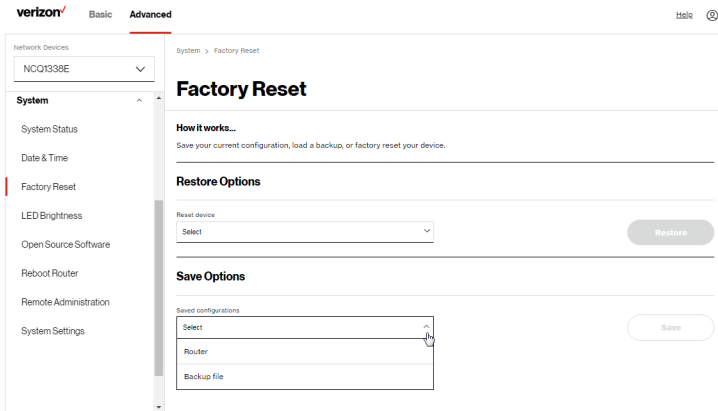 verizon✓
Basic Advanced
Help
Network Devices
NCQ1338E
System
System Status
Date & Time
Factory Reset
LED Brightness
Open Source Software
Reboot Router
Remote Administration
System Settings
System > Factory Reset
Factory Reset
How it works...
Save your current configuration, load a backup, or factory reset your device.
Restore Options
Reset device
Select
Restore
Save Options
Saved configurations
Select
Save
Router
Backup file